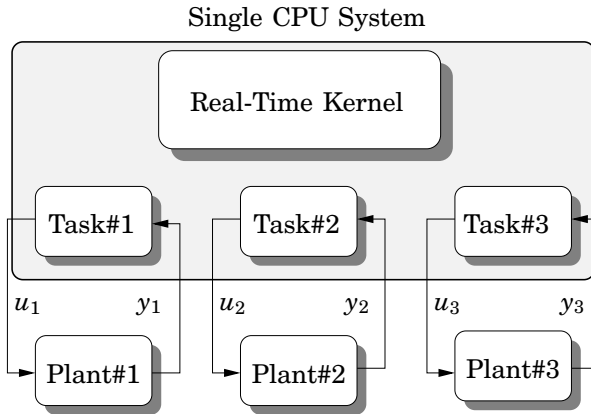 Single CPU System
Real-Time Kernel
Task#1 Task#2 Task#3
u₁ y₁ u₂ y₂ u₃ y₃
Plant#1 Plant#2 Plant#3